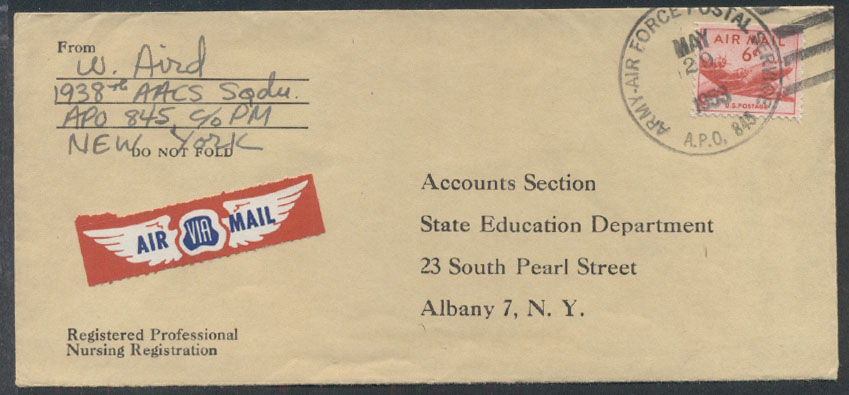 From
W. Aird
1938th AACS Sqdn.
APO 845, c/o PM
NEW York
DO NOT FOLD
ARMY-AIR FORCE POSTAL SERVICE
MAY
20
1953
A.P.O. 845
AIR MAIL
6¢
U.S. POSTAGE
AIR VIA MAIL
Accounts Section
State Education Department
23 South Pearl Street
Albany 7, N. Y.
Registered Professional
Nursing Registration